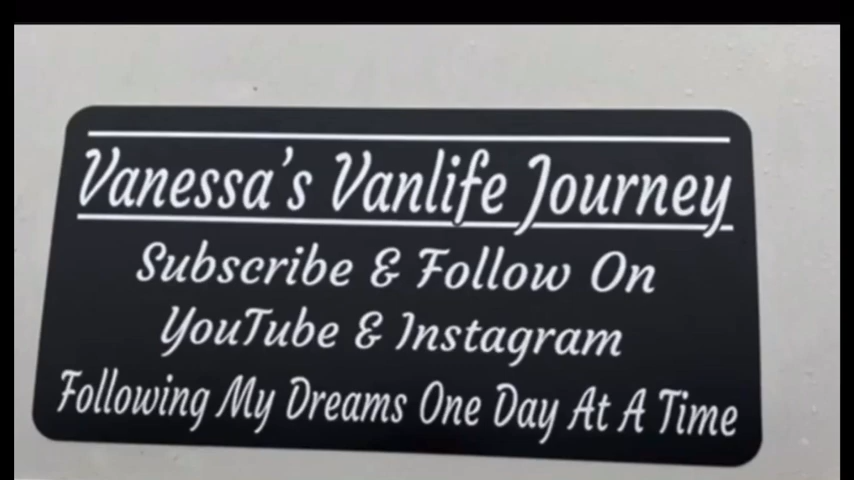 Vanessa's Vanlife Journey
Subscribe & Follow On
YouTube & Instagram
Following My Dreams One Day At A Time